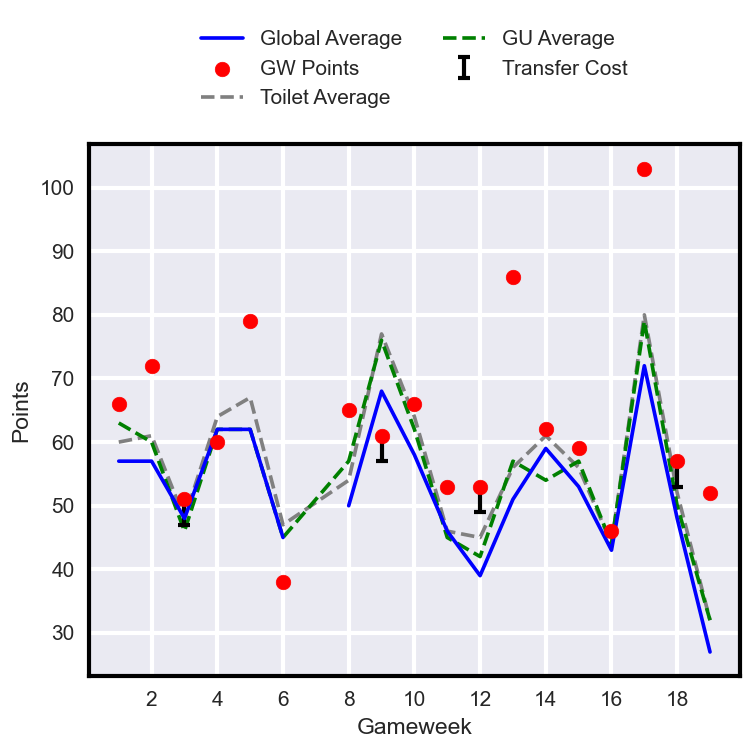 Global Average
GW Points
Toilet Average
GU Average
Transfer Cost
100
90
80
70
60
50
40
30
Points
2 4 6 8 10 12 14 16 18
Gameweek